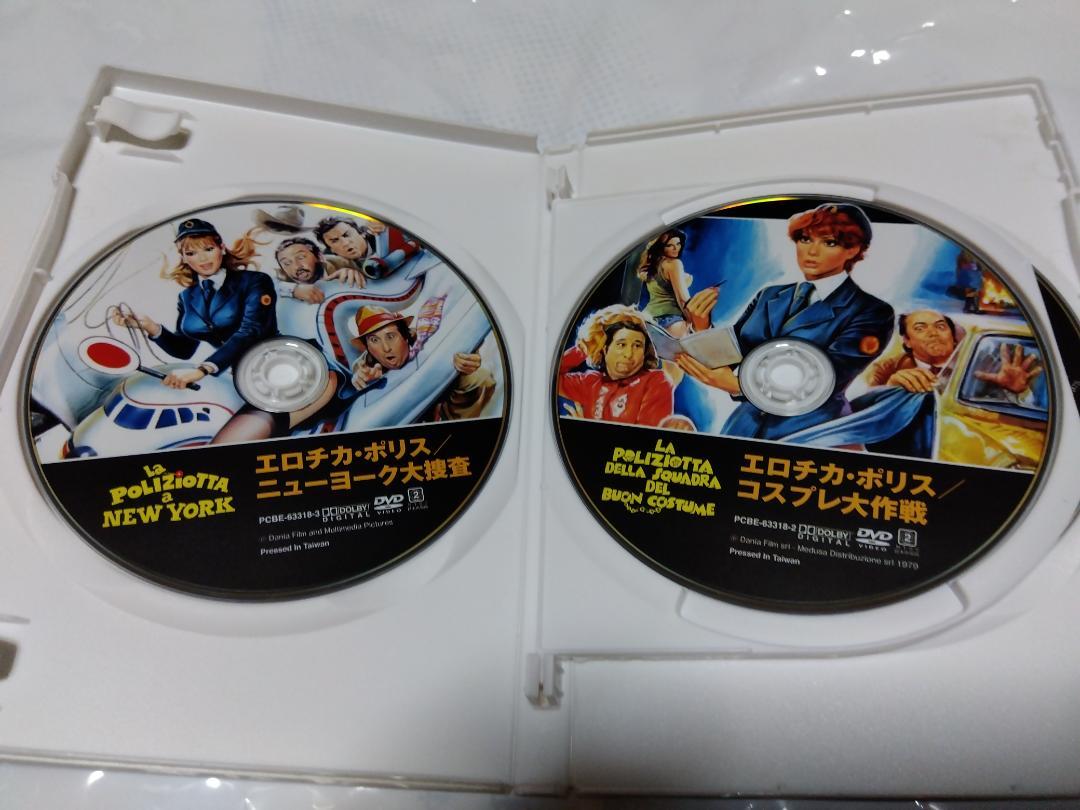 La
POLIZIOTTA
a
NEW YORK
エロチカ・ポリス/
ニューヨーク大捜査
PCBE-63318-3 DOLBY DIGITAL DVD VIDEO 2
Ⓟ Dania Film and Multimedia Pictures
Pressed in Taiwan
LA
POLIZIOTTA
DELLA SQUADRA
DEL
BUON COSTUME
エロチカ・ポリス/
コスプレ大作戦
PCBE-63318-2 DOLBY DIGITAL DVD VIDEO 2
Dania Film srl - Medusa Distribuzione srl 1979
Pressed In Taiwan